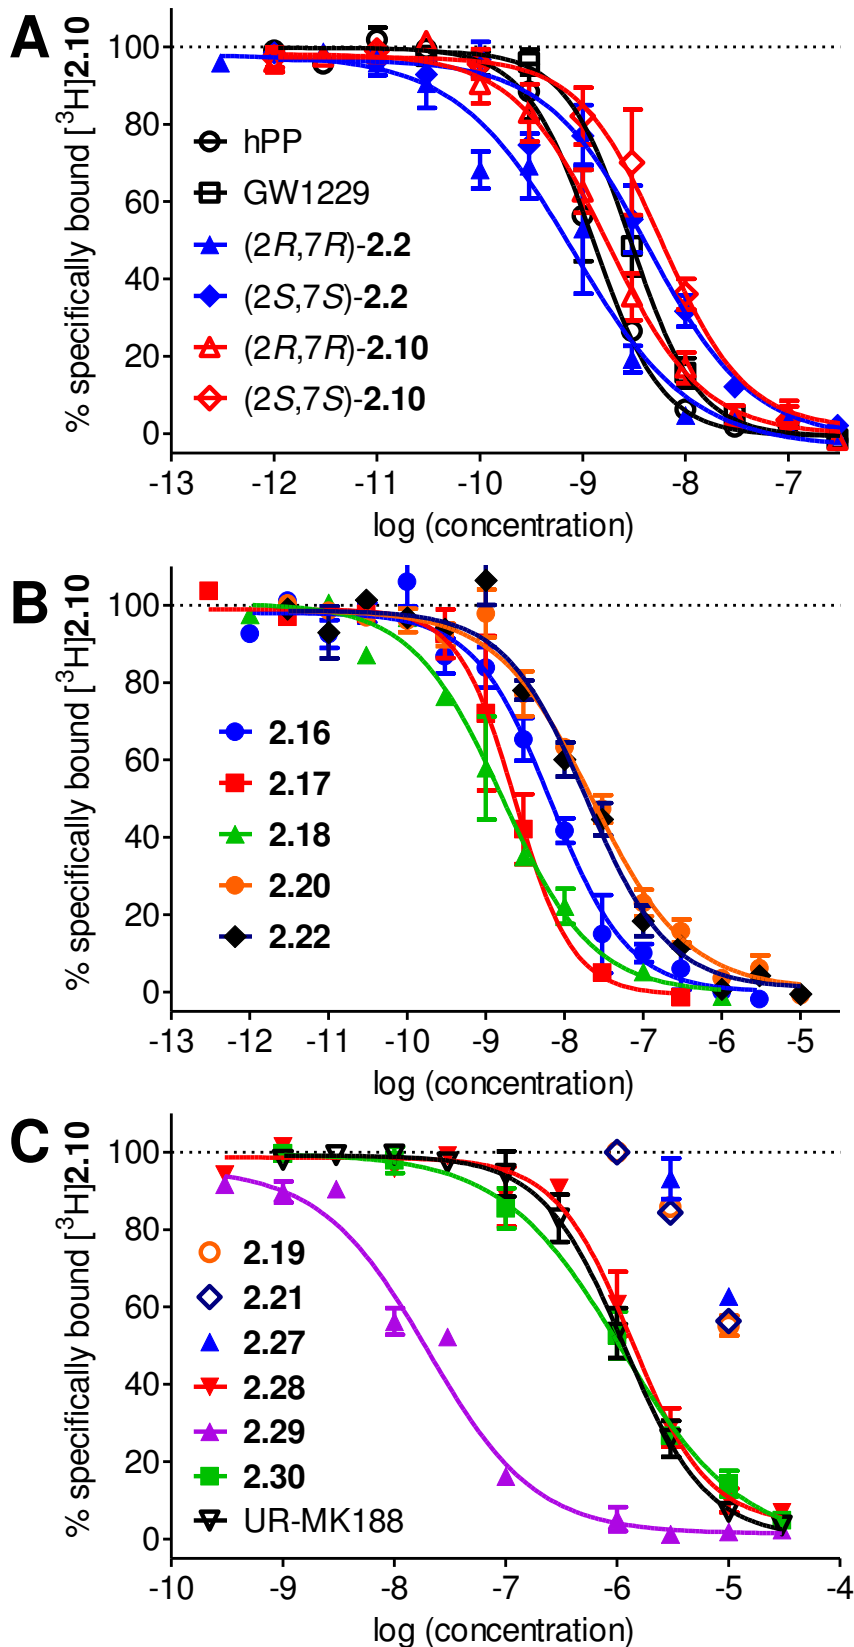 A
% specifically bound [³H]2.10
100
80
60
40
20
0
hPP
GW1229
(2R,7R)-2.2
(2S,7S)-2.2
(2R,7R)-2.10
(2S,7S)-2.10
-13 -12 -11 -10 -9 -8 -7
log (concentration)
B
% specifically bound [³H]2.10
100
80
60
40
20
0
2.16
2.17
2.18
2.20
2.22
-13 -12 -11 -10 -9 -8 -7 -6 -5
log (concentration)
C
% specifically bound [³H]2.10
100
80
60
40
20
0
2.19
2.21
2.27
2.28
2.29
2.30
UR-MK188
-10 -9 -8 -7 -6 -5 -4
log (concentration)